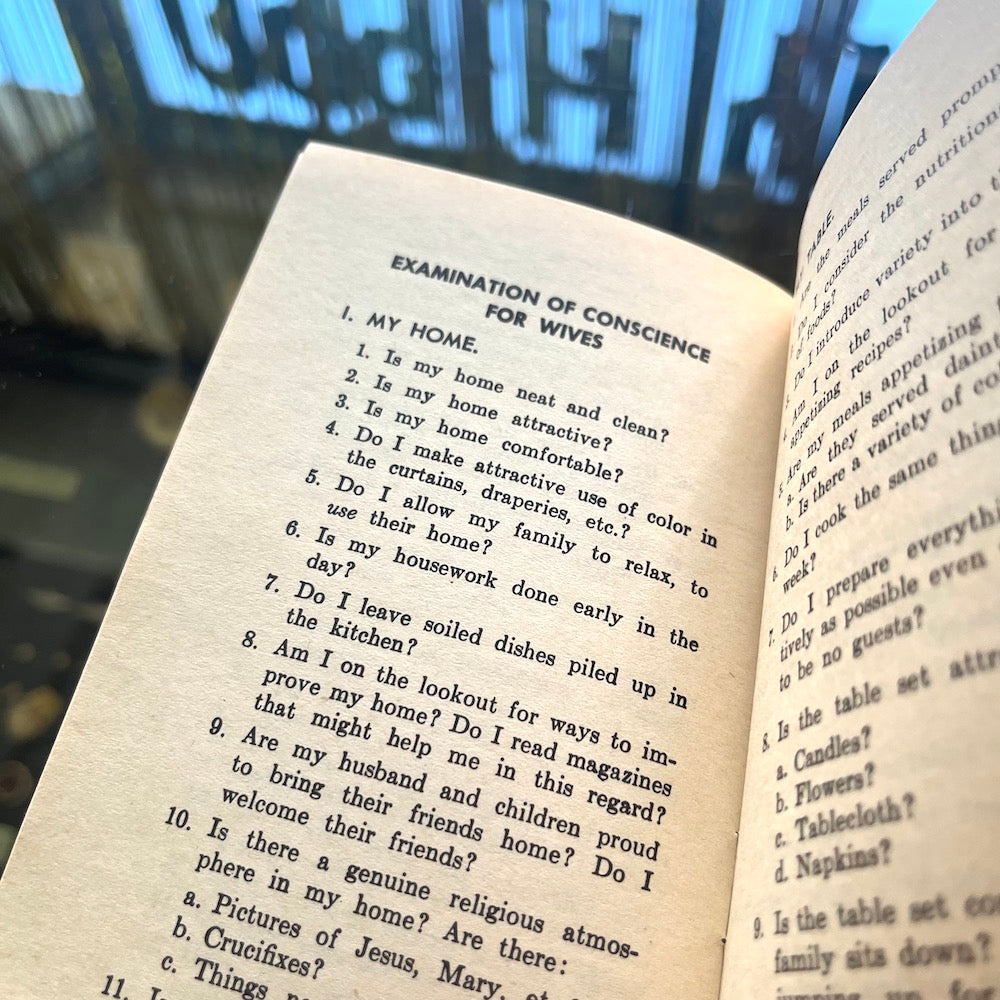 EXAMINATION OF CONSCIENCE
FOR WIVES
I. MY HOME.
1. Is my home neat and clean?
2. Is my home attractive?
3. Is my home comfortable?
4. Do I make attractive use of color in
the curtains, draperies, etc.?
5. Do I allow my family to relax, to
use their home?
6. Is my housework done early in the
day?
7. Do I leave soiled dishes piled up in
the kitchen?
8. Am I on the lookout for ways to im-
prove my home? Do I read magazines
that might help me in this regard?
9. Are my husband and children proud
to bring their friends home? Do I
welcome their friends?
10. Is there a genuine religious atmos-
phere in my home? Are there:
a. Pictures of Jesus, Mary,
b. Crucifixes?
c. Things
11.
TABLE.
the meals served
Do I consider the
of foods?
Do I introduce variety into
Am I on the lookout for
appetizing recipes?
5. Are my meals appetizing
a. Are they served
b. Is there a variety of
6. Do I cook the same
week?
7. Do I prepare
tively as possible even
to be no guests?
8. Is the table set
a. Candles?
b. Flowers?
c. Tablecloth?
d. Napkins?
9. Is the table set
family sits down?
for